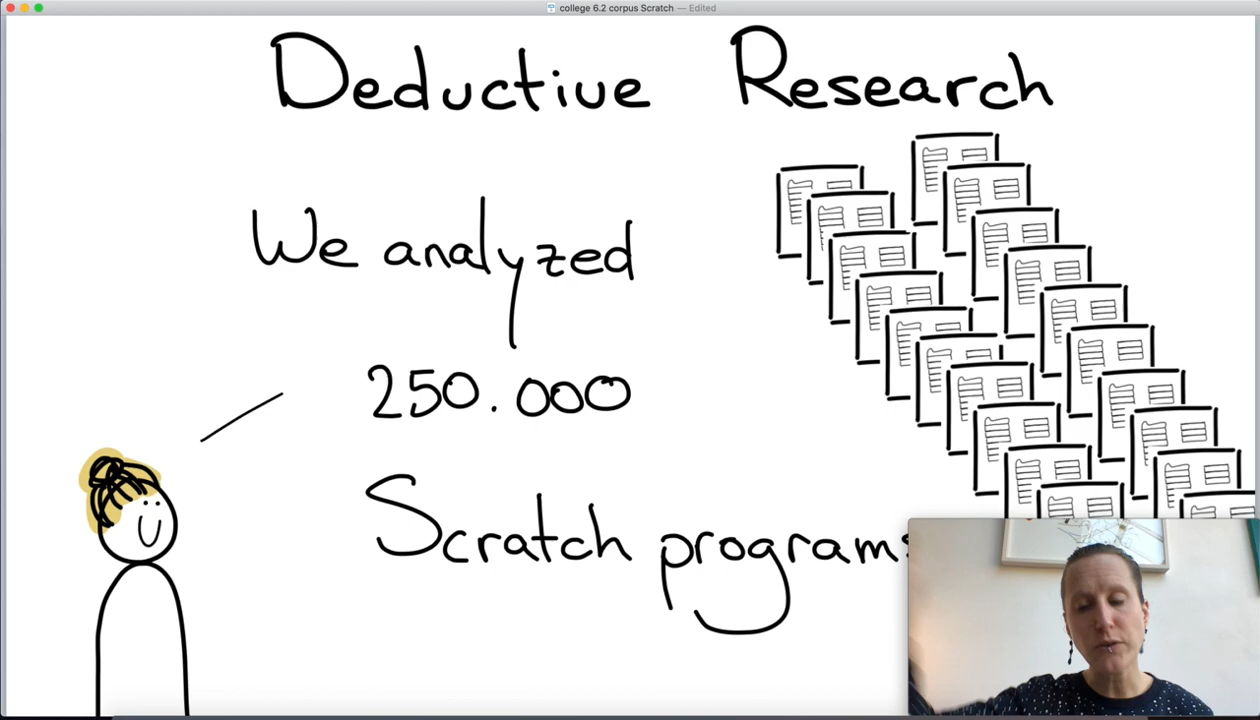 college 6.2 corpus Scratch — Edited
Deductive Research
We analyzed
250.000
Scratch programs